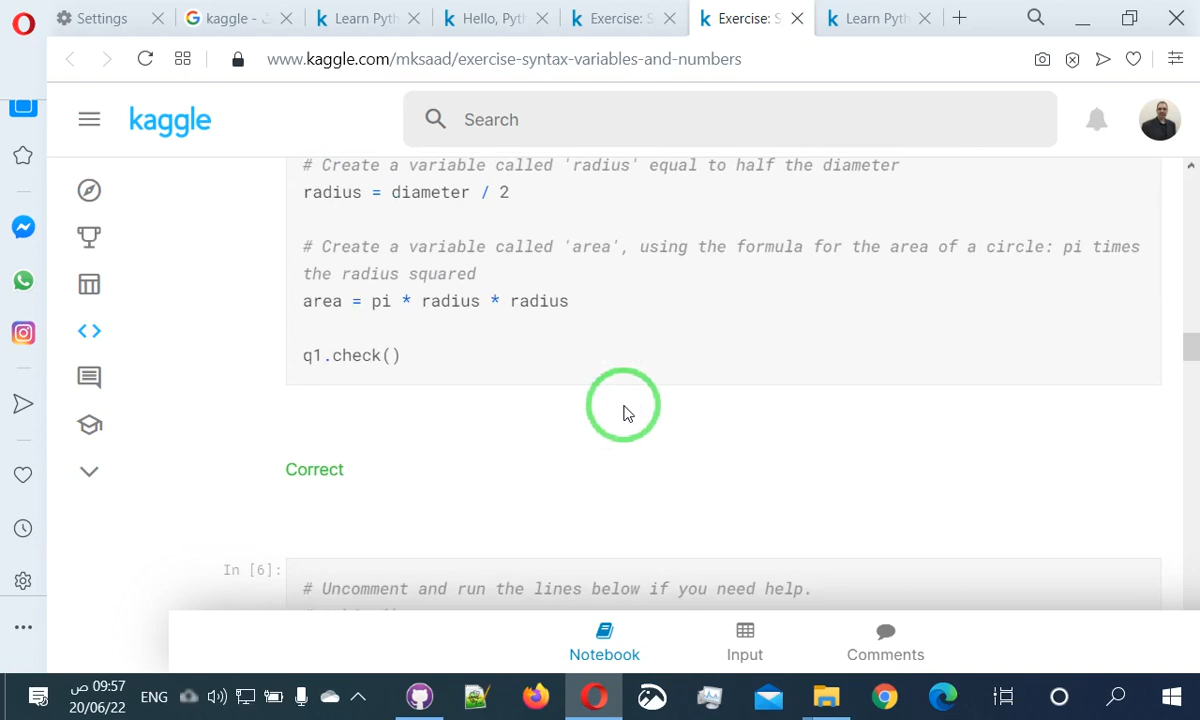 Settings
kaggle - ث
Learn Pyth
Hello, Pyth
Exercise: S
Exercise: S
Learn Pyth
www.kaggle.com/mksaad/exercise-syntax-variables-and-numbers
kaggle
Search
# Create a variable called 'radius' equal to half the diameter
radius = diameter / 2
# Create a variable called 'area', using the formula for the area of a circle: pi times
the radius squared
area = pi * radius * radius
q1.check()
Correct
In [6]:
# Uncomment and run the lines below if you need help.
Notebook
Input
Comments
09:57 ص
20/06/22
ENG